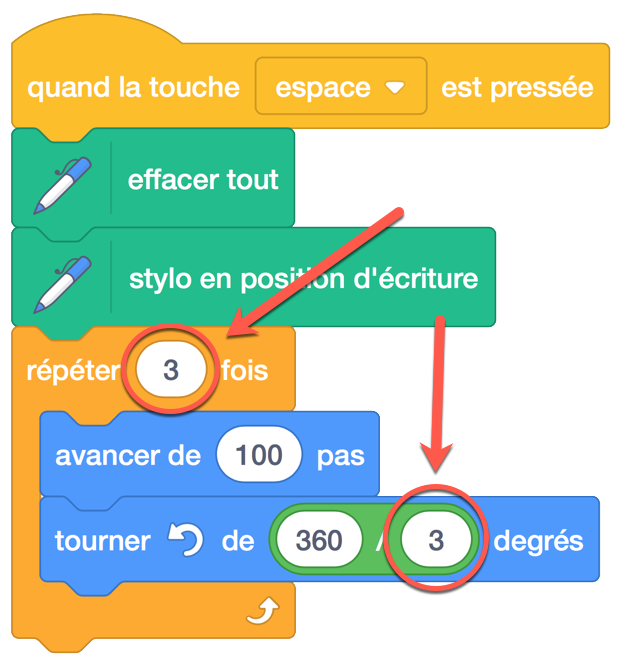 quand la touche espace est pressée
effacer tout
stylo en position d'écriture
répéter 3 fois
avancer de 100 pas
tourner de 360 / 3 degrés